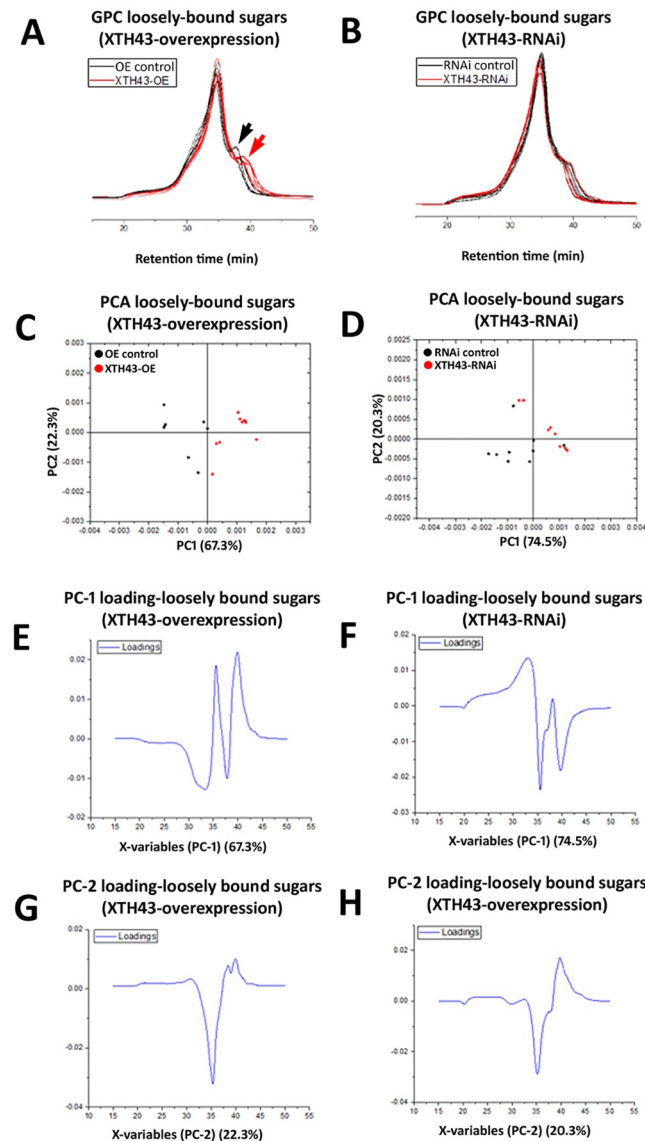 A
GPC loosely-bound sugars
(XTH43-overexpression)
OE control
XTH43-OE
15 20 30 40 50
Retention time (min)
B
GPC loosely-bound sugars
(XTH43-RNAi)
RNAi control
XTH43-RNAi
15 20 30 40 50
Retention time (min)
C
PCA loosely-bound sugars
(XTH43-overexpression)
OE control
XTH43-OE
0.003
0.002
0.001
0.000
-0.001
-0.002
-0.003
PC2 (22.3%)
-0.004 -0.003 -0.002 -0.001 0.000 0.001 0.002 0.003
PC1 (67.3%)
D
PCA loosely-bound sugars
(XTH43-RNAi)
RNAi control
XTH43-RNAi
0.0025
0.0020
0.0015
0.0010
0.0005
0.0000
-0.0005
-0.0010
-0.0015
-0.0020
PC2 (20.3%)
-0.004 -0.003 -0.002 -0.001 0.000 0.001 0.002 0.003 0.004
PC1 (74.5%)
E
PC-1 loading-loosely bound sugars
(XTH43-overexpression)
Loadings
0.02
0.01
0.00
-0.01
-0.02
10 15 20 25 30 35 40 45 50 55
X-variables (PC-1) (67.3%)
F
PC-1 loading-loosely bound sugars
(XTH43-RNAi)
Loadings
0.02
0.01
0.00
-0.01
-0.02
-0.03
10 15 20 25 30 35 40 45 50 55
X-variables (PC-1) (74.5%)
G
PC-2 loading-loosely bound sugars
(XTH43-overexpression)
Loadings
0.02
0.00
-0.02
-0.04
10 15 20 25 30 35 40 45 50 55
X-variables (PC-2) (22.3%)
H
PC-2 loading-loosely bound sugars
(XTH43-overexpression)
Loadings
0.02
0.00
-0.02
-0.04
10 15 20 25 30 35 40 45 50 55
X-variables (PC-2) (20.3%)